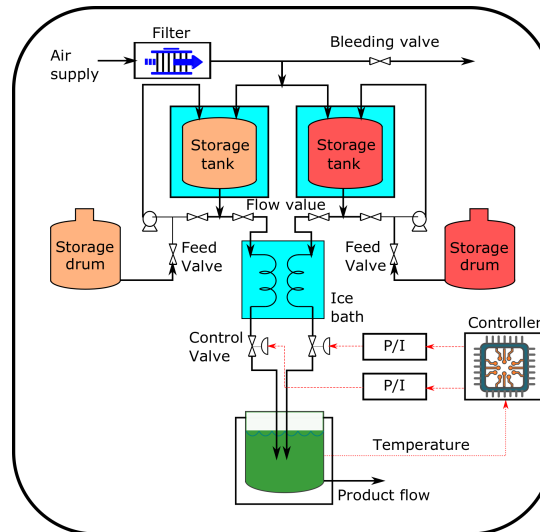 Filter
Bleeding valve
Air
supply
Storage
tank
Storage
tank
Flow value
Storage
drum
Feed
Valve
Feed
Valve
Storage
drum
Ice
bath
Control
Valve
Controller
P/I
P/I
Temperature
Product flow